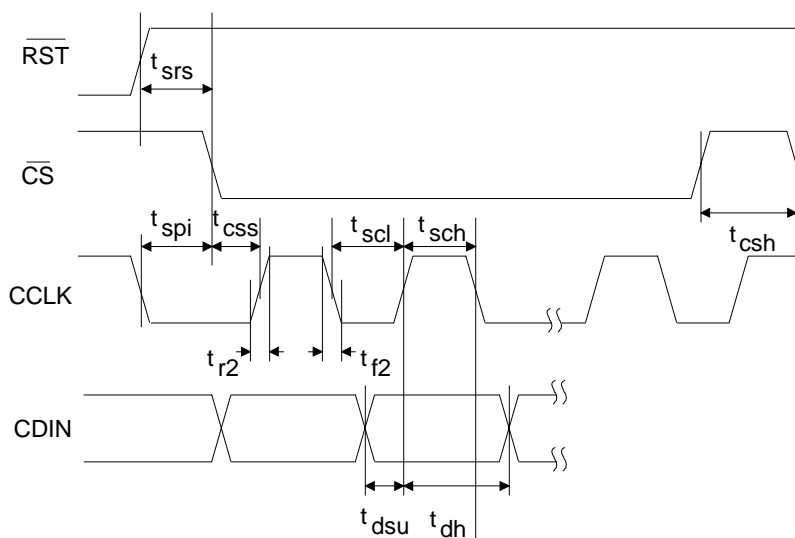 RST
t srs
CS
t spi
t css
t scl
t sch
t csh
CCLK
t r2
t f2
CDIN
t dsu
t dh